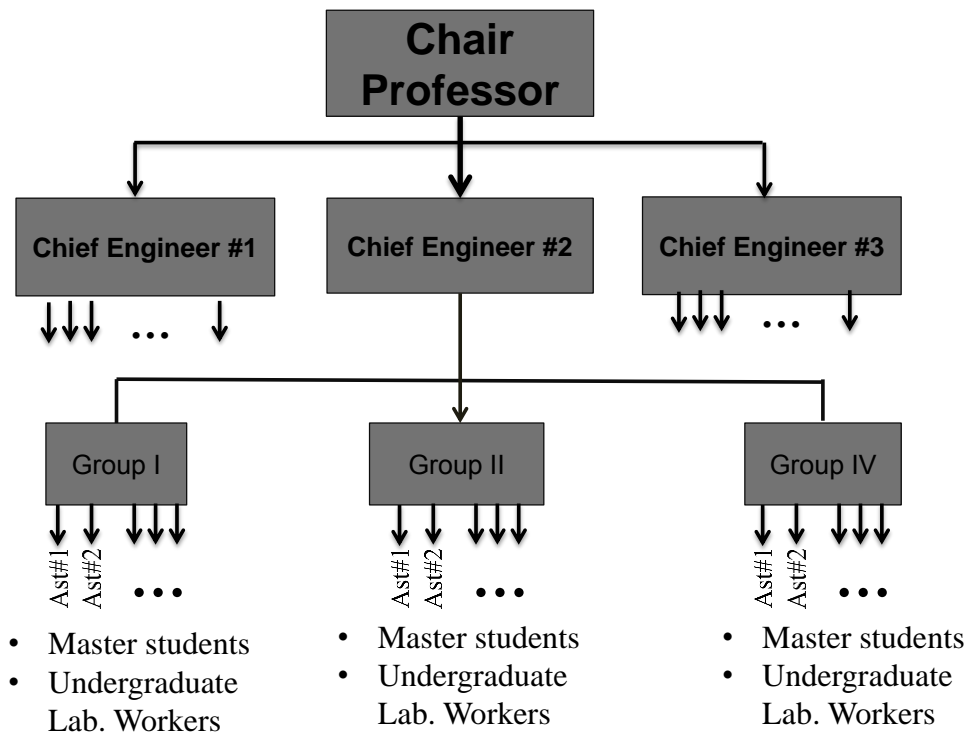 Chair
Professor
Chief Engineer #1
Chief Engineer #2
Chief Engineer #3
...
...
Group I
Group II
Group IV
Ast#1
Ast#2
...
Ast#1
Ast#2
...
Ast#1
Ast#2
...
• Master students
• Undergraduate
Lab. Workers
• Master students
• Undergraduate
Lab. Workers
• Master students
• Undergraduate
Lab. Workers